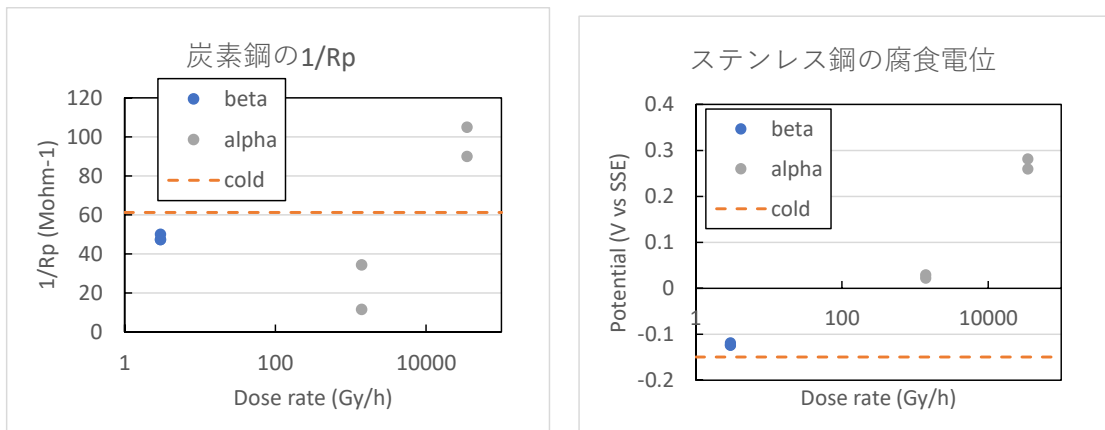 炭素鋼の1/Rp
beta
alpha
cold
120
100
80
60
40
20
0
1/Rp (Mohm-1)
1
100
10000
Dose rate (Gy/h)
ステンレス鋼の腐食電位
beta
alpha
cold
0.4
0.3
0.2
0.1
0
-0.1
-0.2
Potential (V vs SSE)
1
100
10000
Dose rate (Gy/h)